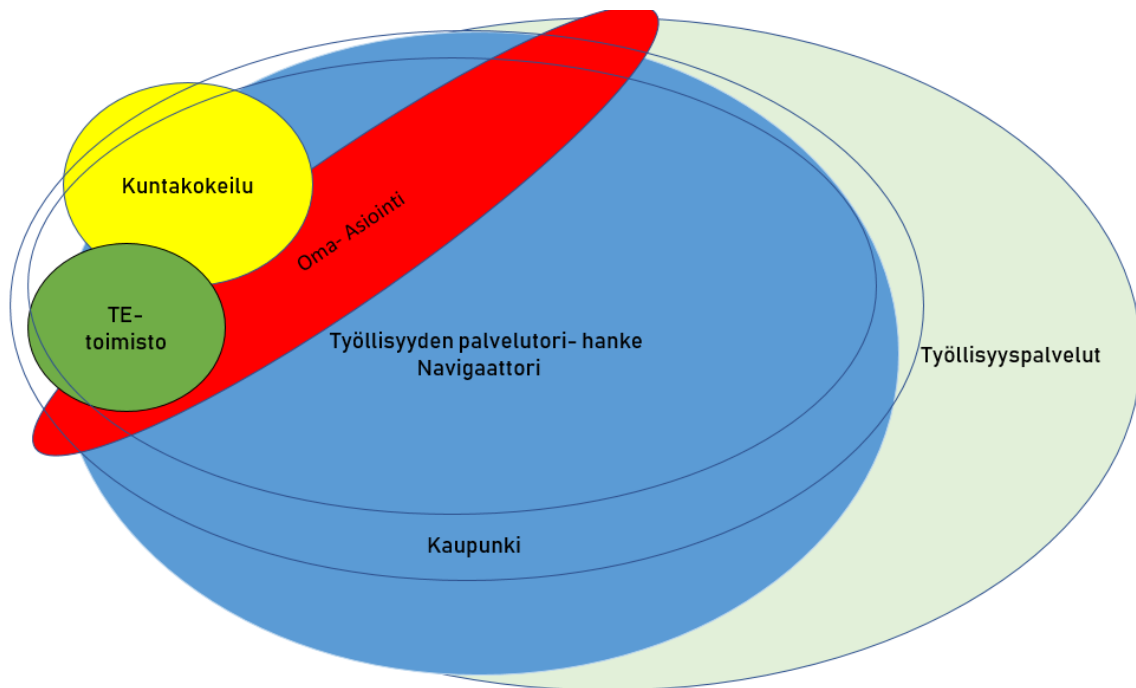 Kuntakokeilu
Oma- Asiointi
TE-
toimisto
Työllisyyden palvelutori- hanke
Navigaattori
Työllisyyspalvelut
Kaupunki